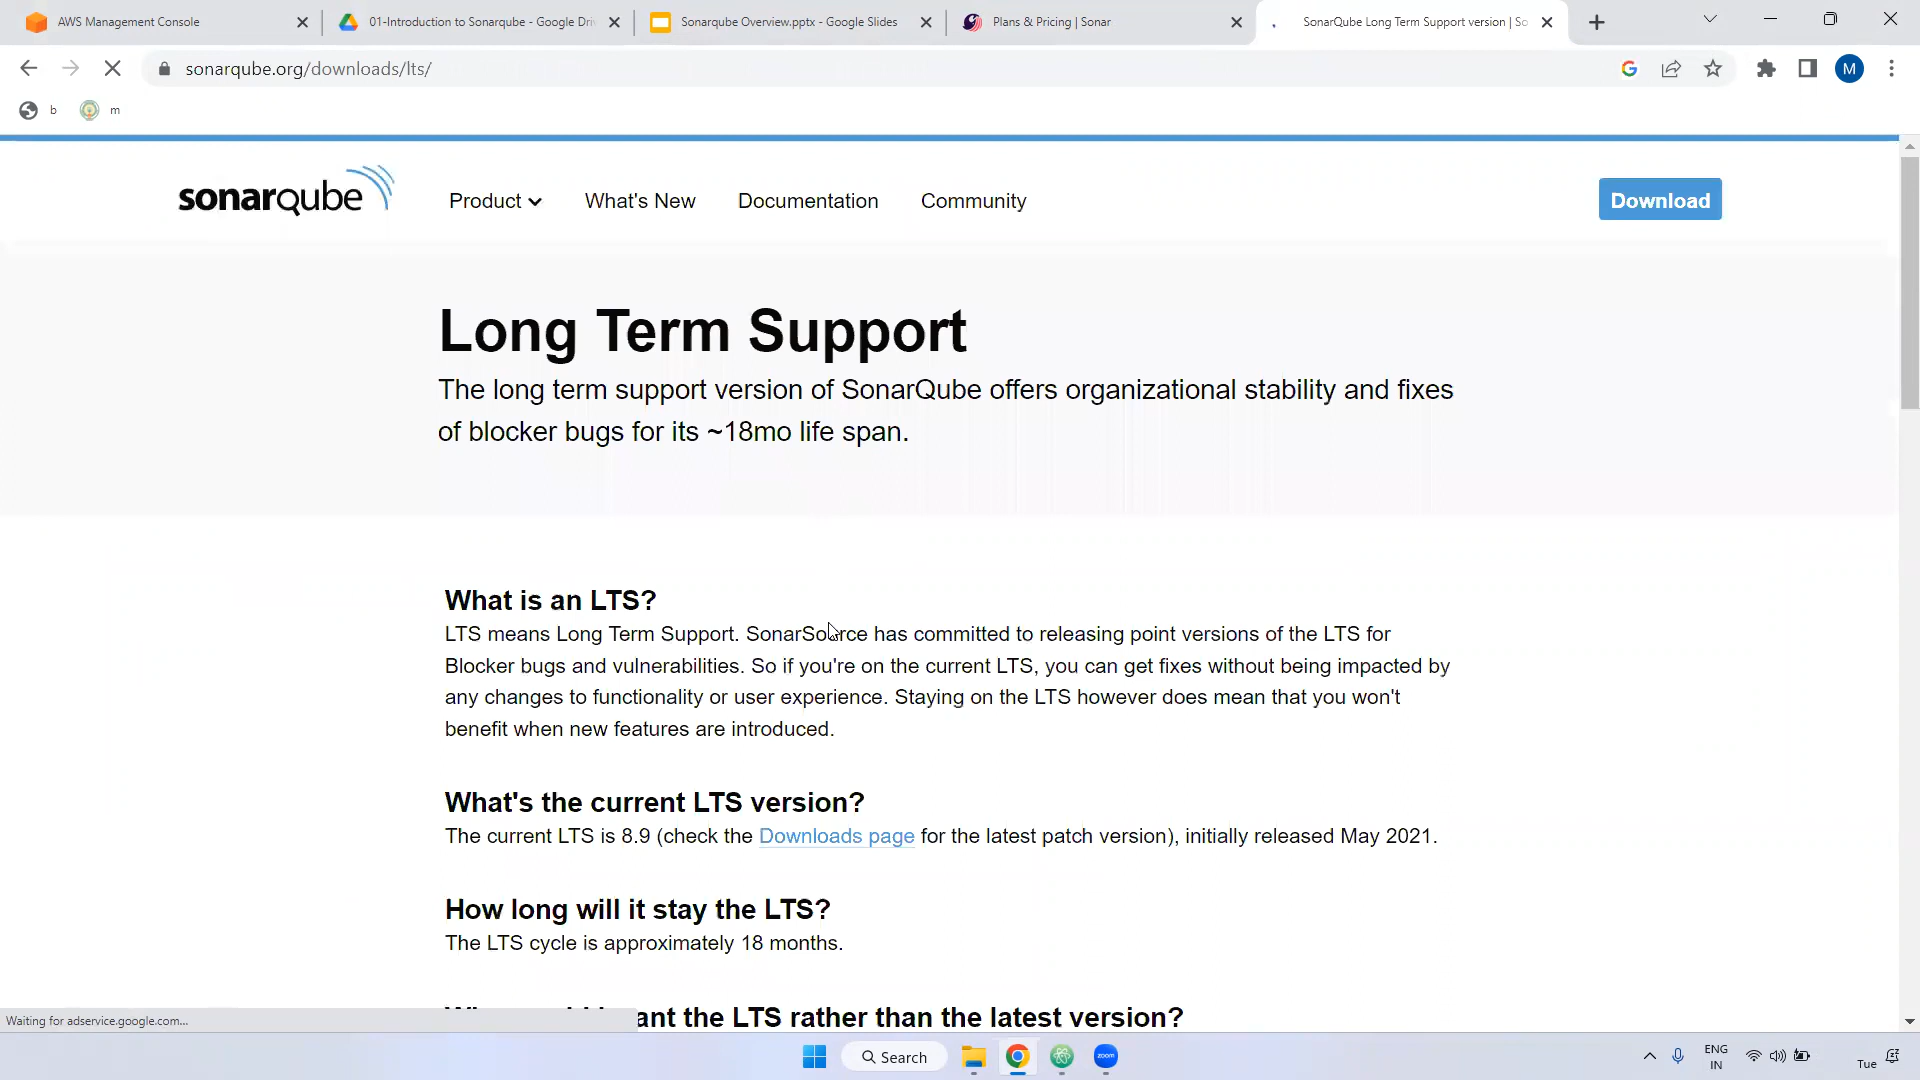 AWS Management Console
01-Introduction to Sonarqube - Google Dri
Sonarqube Overview.pptx - Google Slides
Plans & Pricing | Sonar
SonarQube Long Term Support version | So
sonarqube.org/downloads/lts/
M
b
m
sonarqube
Product
What's New
Documentation
Community
Download
Long Term Support
The long term support version of SonarQube offers organizational stability and fixes
of blocker bugs for its ~18mo life span.
What is an LTS?
LTS means Long Term Support. SonarSource has committed to releasing point versions of the LTS for
Blocker bugs and vulnerabilities. So if you're on the current LTS, you can get fixes without being impacted by
any changes to functionality or user experience. Staying on the LTS however does mean that you won't
benefit when new features are introduced.
What's the current LTS version?
The current LTS is 8.9 (check the Downloads page for the latest patch version), initially released May 2021.
How long will it stay the LTS?
The LTS cycle is approximately 18 months.
ant the LTS rather than the latest version?
Waiting for adservice.google.com...
Search
zoom
ENG
IN
Tue